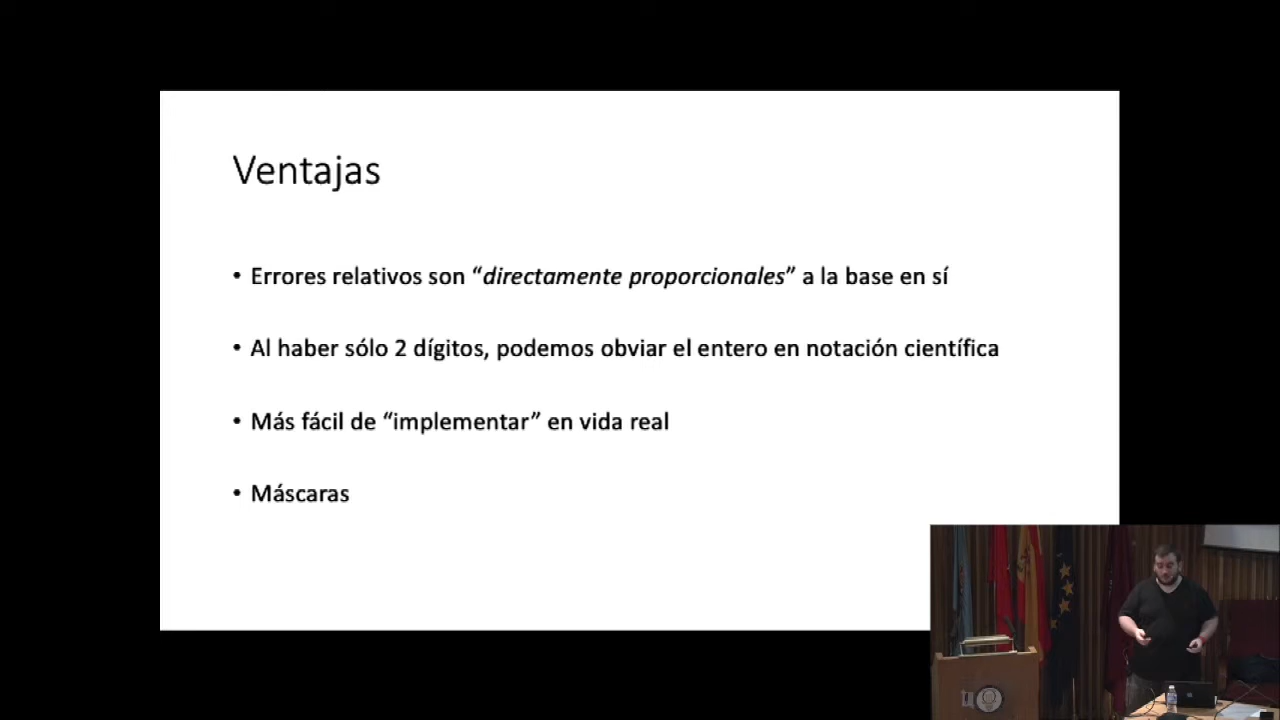 Ventajas
• Errores relativos son “directamente proporcionales” a la base en sí
• Al haber sólo 2 dígitos, podemos obviar el entero en notación científica
• Más fácil de “implementar” en vida real
• Máscaras